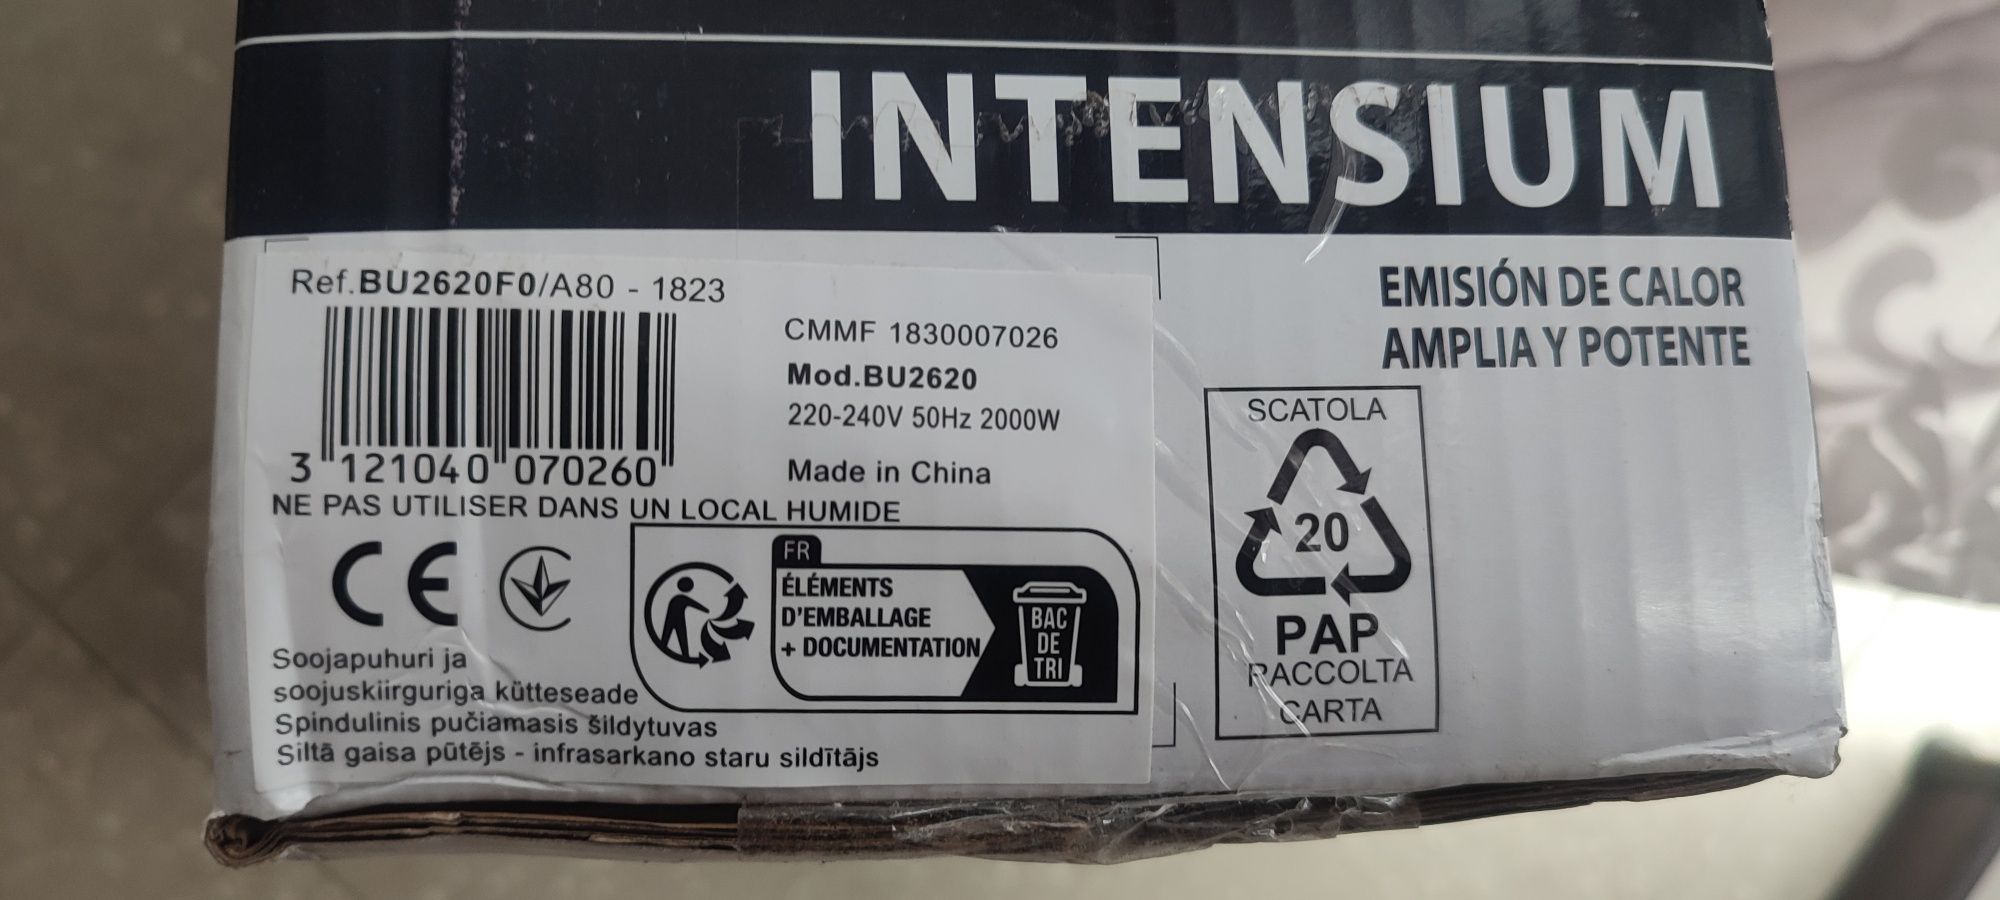 INTENSIUM
EMISIÓN DE CALOR
AMPLIA Y POTENTE
Ref.BU2620F0/A80 - 1823
3 121040 070260
CMMF 1830007026
Mod.BU2620
220-240V 50Hz 2000W
Made in China
NE PAS UTILISER DANS UN LOCAL HUMIDE
CE
FR
ÉLÉMENTS
D'EMBALLAGE
+ DOCUMENTATION
BAC
DE
TRI
Soojapuhuri ja
soojuskiirguriga kütteseade
Spindulinis pučiamasis šildytuvas
Siltā gaisa pūtējs - infrasarkano staru sildītājs
SCATOLA
20
PAP
RACCOLTA
CARTA